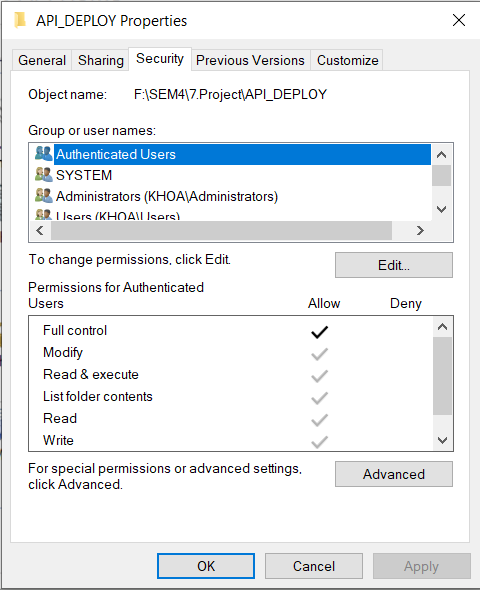 API_DEPLOY Properties
General Sharing Security Previous Versions Customize
Object name: F:\SEM4\7.Project\API_DEPLOY
Group or user names:
Authenticated Users
SYSTEM
Administrators (KHOA\Administrators)
Users (KHOA\Users)
To change permissions, click Edit.
Edit...
Permissions for Authenticated
Users Allow Deny
Full control
Modify
Read & execute
List folder contents
Read
Write
For special permissions or advanced settings,
click Advanced.
Advanced
OK Cancel Apply